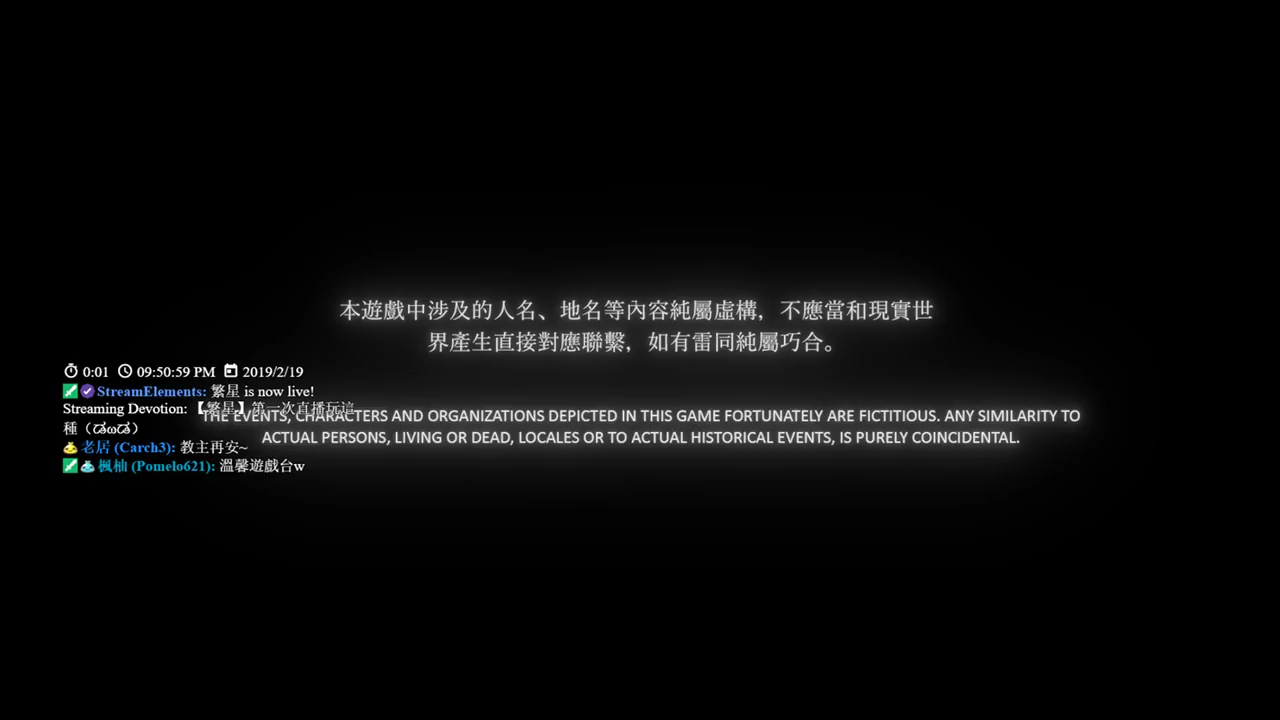 本遊戲中涉及的人名、地名等內容純屬虛構，不應當和現實世
界產生直接對應聯繫，如有雷同純屬巧合。
0:01 09:50:59 PM 2019/2/19
StreamElements: 繁星 is now live!
Streaming Devotion: 【繁星】第一次直播玩這
種（ఠ്ഠωఠ്ఠ）
THE EVENTS, CHARACTERS AND ORGANIZATIONS DEPICTED IN THIS GAME FORTUNATELY ARE FICTITIOUS. ANY SIMILARITY TO
ACTUAL PERSONS, LIVING OR DEAD, LOCALES OR TO ACTUAL HISTORICAL EVENTS, IS PURELY COINCIDENTAL.
老居 (Carch3): 教主再安~
楓柚 (Pomelo621): 溫馨遊戲台w